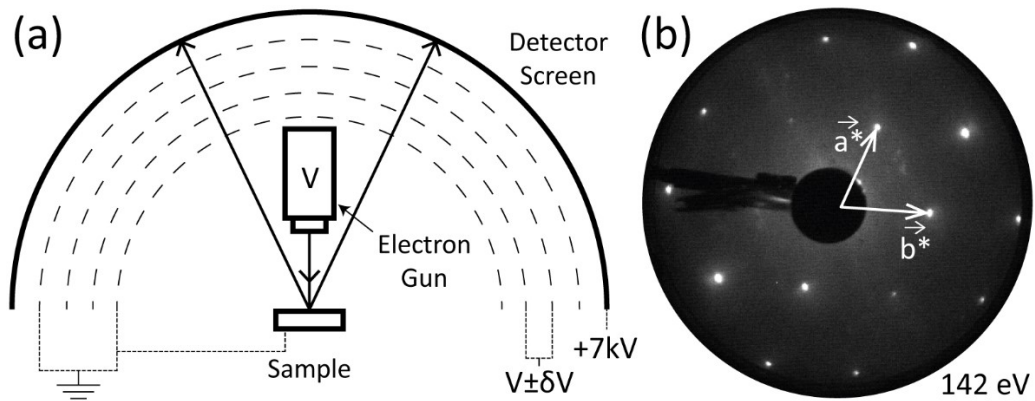 (a)
Detector
Screen
V
Electron
Gun
Sample
+7kV
V±δV
(b)
a*
b*
142 eV